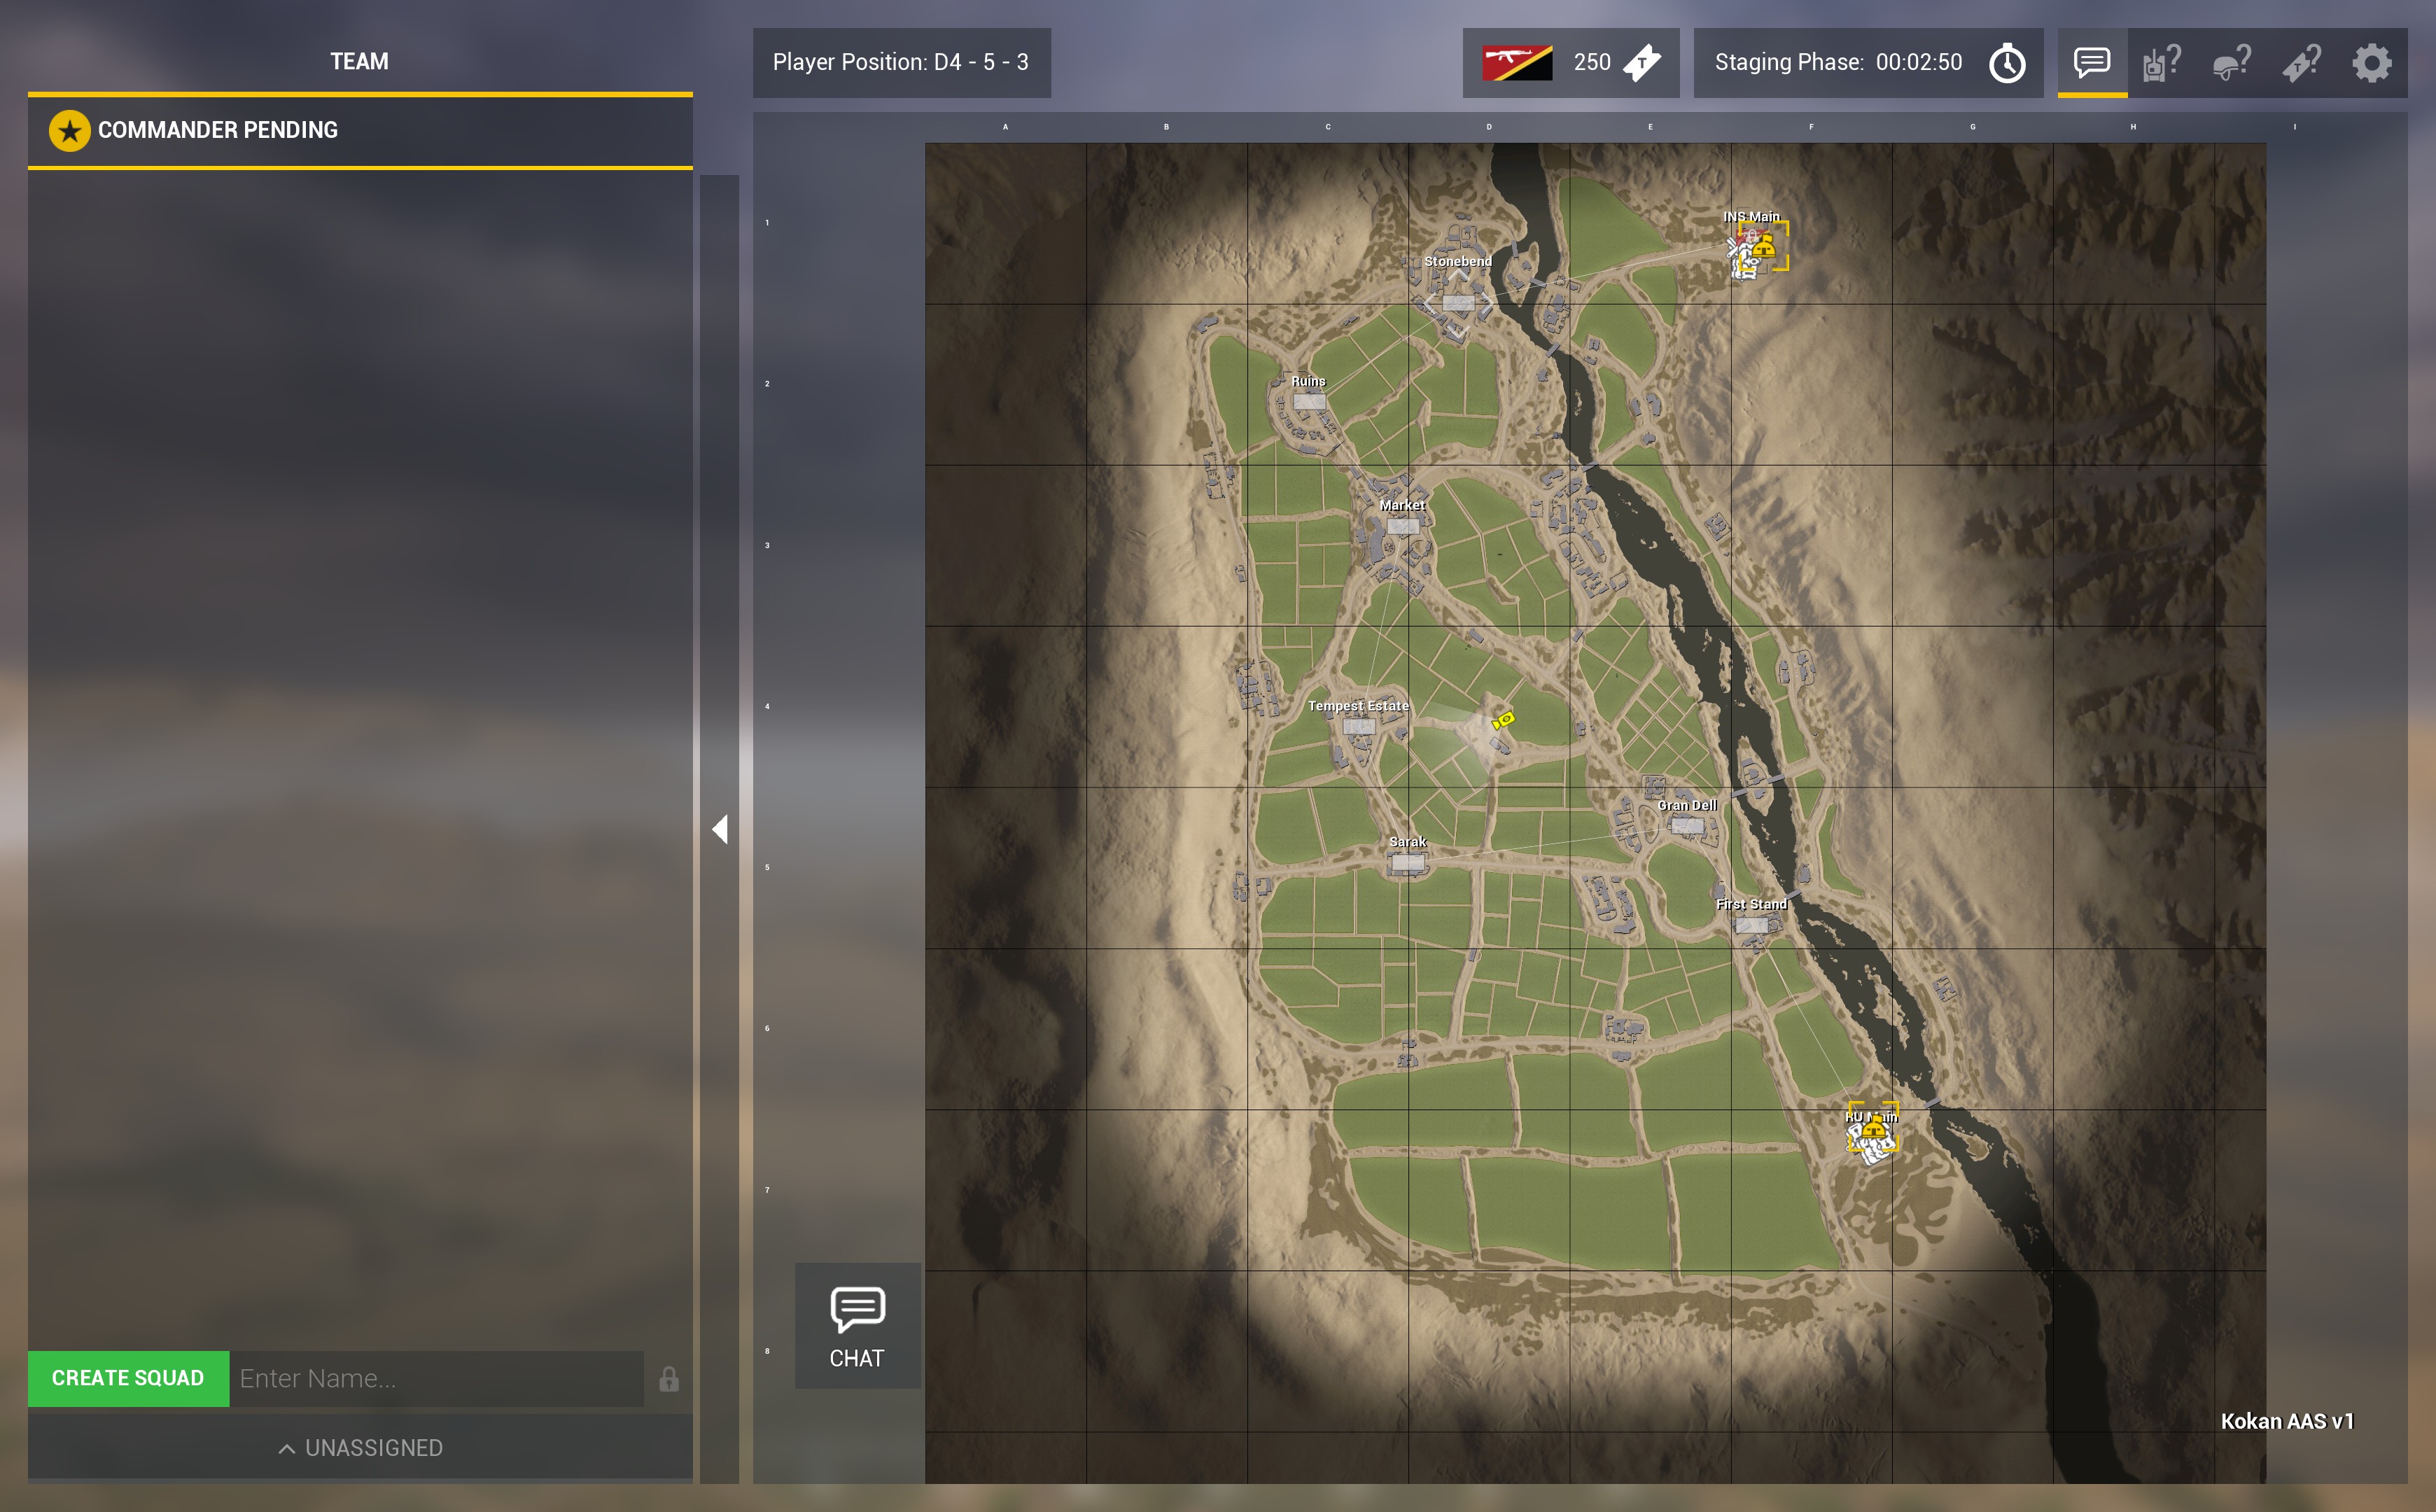 TEAM
COMMANDER PENDING
Player Position: D4 - 5 - 3
250
T
Staging Phase: 00:02:50
?
?
T?
A B C D E F G H I
1
INS Main
Stonebend
2
Ruins
Market
3
4
Tempest Estate
Gran Dell
Sarak
5
First Stand
6
RU Main
7
CHAT
8
CREATE SQUAD
Enter Name...
UNASSIGNED
Kokan AAS v1